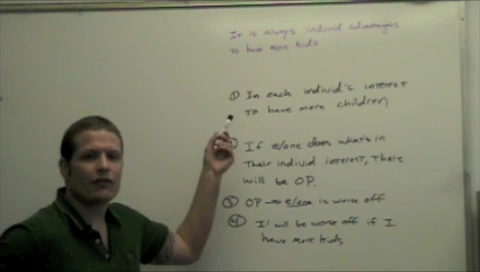 It is always individ advantageous
to have more kids
① In each individ's interest
to have more children
If e/one does what's in
their individ interest, there
will be OP.
③ OP → e/one is worse off
④ I'll be worse off if I
have more kids